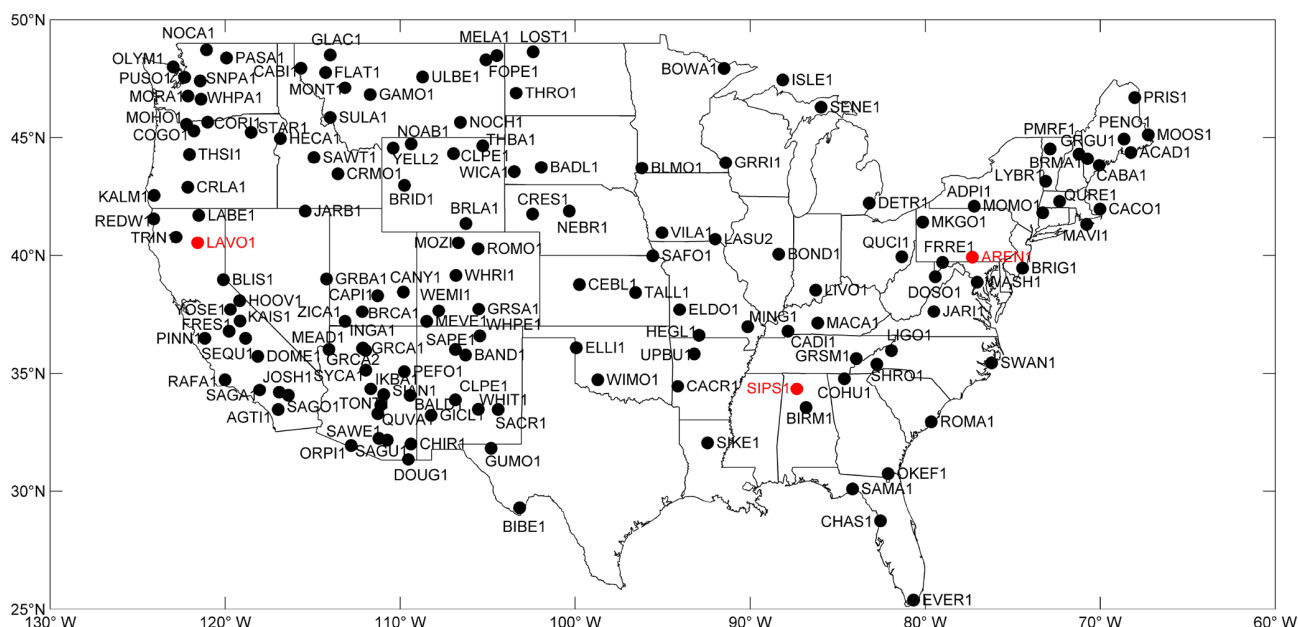 50°N
NOCA1
GLAC1
MELA1
LOST1
OLYM1
PASA1
CABI1
FLAT1
ULBE1
FOPE1
BOWA1
ISLE1
PUSO1
SNPA1
MONT1
GAMO1
THRO1
MORA1
WHPA1
SENE1
PRIS1
MOHO1
CORI1
STAR1
SULA1
NOCH1
PMRF1
PENO1
MOOS1
45°N
COGO1
HECA1
NOAB1
THBA1
GRGU1
THSI1
SAWT1
YELL2
CLPE1
WICA1
BADL1
BLMO1
GRRI1
BRMA1
ACAD1
CRMO1
LYBR1
CABA1
CRLA1
BRID1
CRES1
NEBR1
DETR1
ADPI1
QURE1
KALM1
MOMO1
CACO1
REDW1
LABE1
JARB1
BRLA1
MKGO1
MAVI1
TRIN1
LAVO1
MOZI1
ROMO1
VILA1
LASU2
QUCI1
FRRE1
40°N
SAFO1
BOND1
AREN1
BRIG1
BLIS1
GRBA1
CANY1
WHRI1
CEBL1
TALL1
LIVO1
DOSO1
WASH1
HOOV1
CAPI1
WEMI1
YOSE1
KAIS1
ZICA1
BRCA1
GRSA1
ELDO1
MING1
MACA1
JARI1
FRES1
MEVE1
WHPE1
HEGL1
INGA1
CADI1
LIGO1
PINN1
MEAD1
SAPE1
SEQU1
DOME1
GRCA1
GRCA2
BAND1
ELLI1
UPBU1
GRSM1
SWAN1
35°N
RAFA1
JOSH1
SYCA1
PEFO1
WIMO1
CACR1
SIPS1
SHRO1
SAGA1
IKBA1
SIAN1
CLPE1
COHU1
AGTI1
SAGO1
TONT1
BALD1
WHIT1
BIRM1
QUVA1
GICL1
SACR1
ROMA1
SAWE1
ORPI1
SAGU1
CHIR1
GUMO1
SIKE1
DOUG1
OKEF1
30°N
SAMA1
BIBE1
CHAS1
EVER1
25°N
130°W
120°W
110°W
100°W
90°W
80°W
70°W
60°W